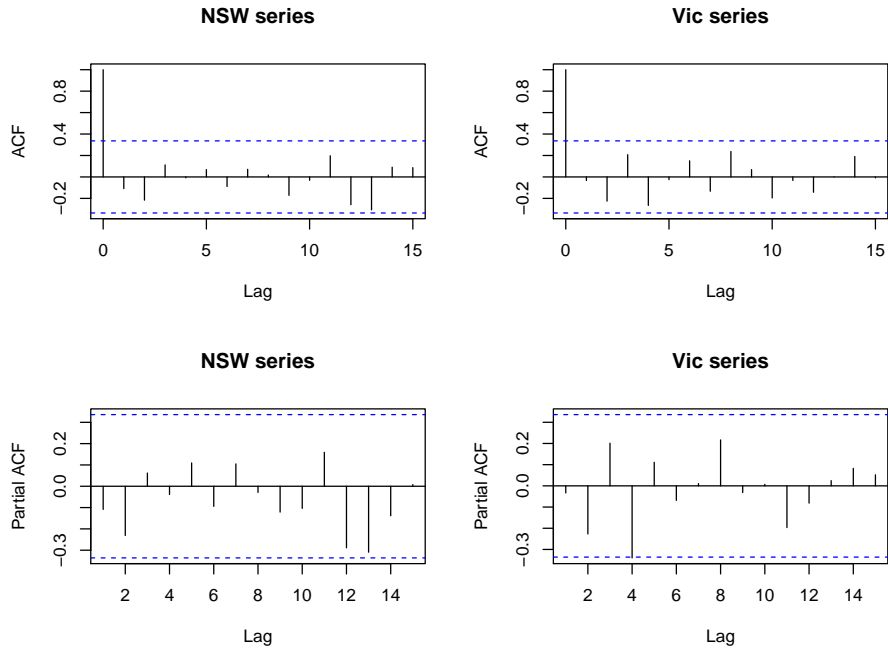 NSW series
ACF
0.8
0.4
−0.2
0 5 10 15
Lag
Vic series
ACF
0.8
0.4
−0.2
0 5 10 15
Lag
NSW series
Partial ACF
0.2
0.0
−0.3
2 4 6 8 10 12 14
Lag
Vic series
Partial ACF
0.2
0.0
−0.3
2 4 6 8 10 12 14
Lag